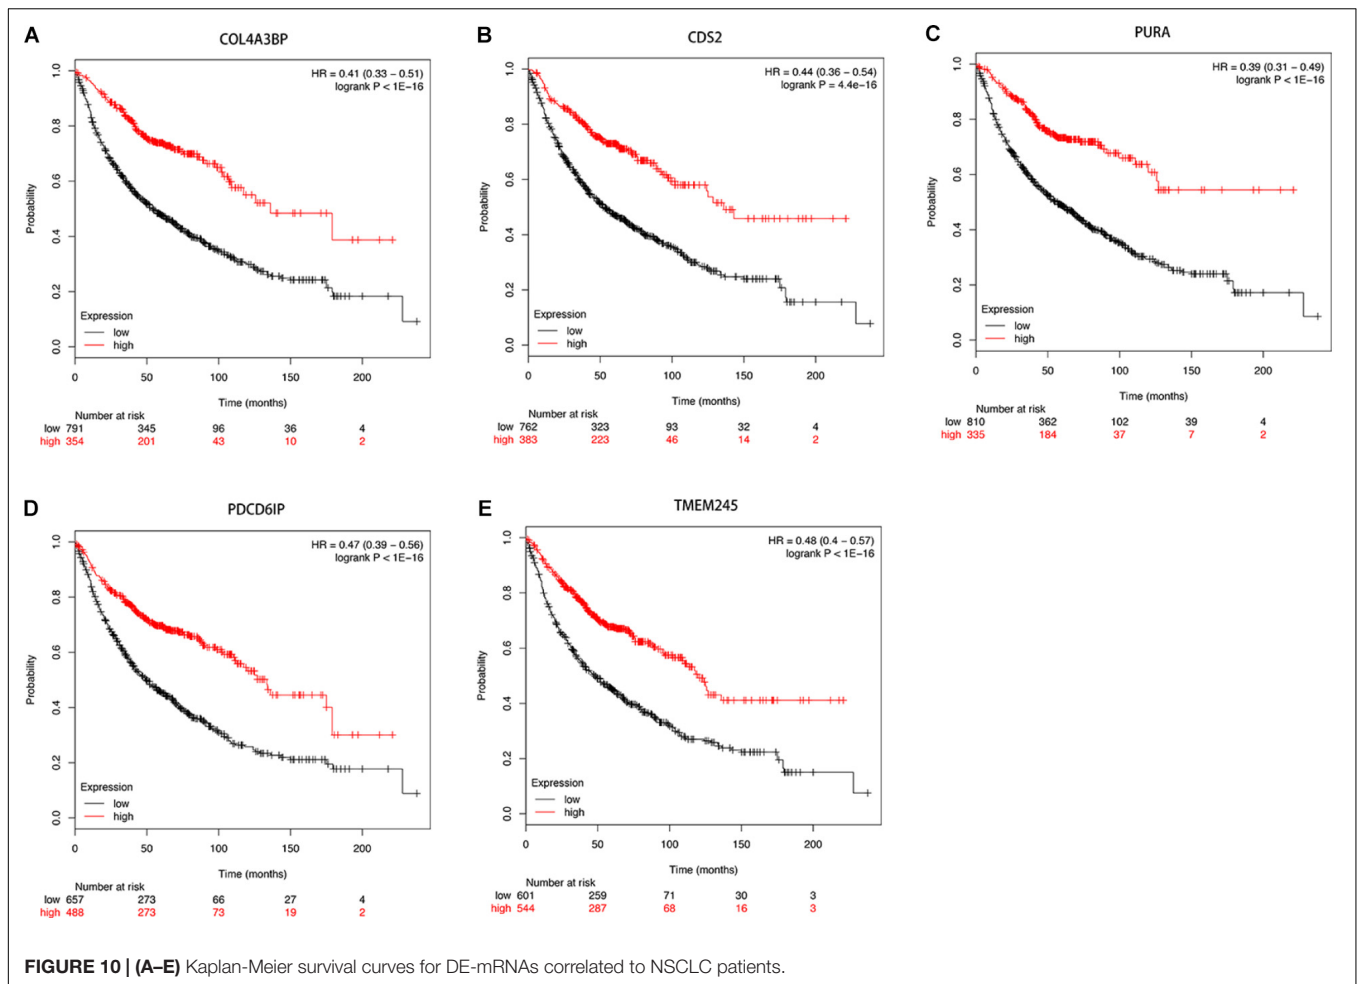 A
COL4A3BP
HR = 0.41 (0.33 − 0.51)
logrank P < 1E−16
Probability
1.0
0.8
0.6
0.4
0.2
0.0
Expression
low
high
0 50 100 150 200
Time (months)
Number at risk
low 791 345 96 36 4
high 354 201 43 10 2
B
CDS2
HR = 0.44 (0.36 − 0.54)
logrank P = 4.4e−16
Probability
1.0
0.8
0.6
0.4
0.2
0.0
Expression
low
high
0 50 100 150 200
Time (months)
Number at risk
low 762 323 93 32 4
high 383 223 46 14 2
C
PURA
HR = 0.39 (0.31 − 0.49)
logrank P < 1E−16
Probability
1.0
0.8
0.6
0.4
0.2
0.0
Expression
low
high
0 50 100 150 200
Time (months)
Number at risk
low 810 362 102 39 4
high 335 184 37 7 2
D
PDCD6IP
HR = 0.47 (0.39 − 0.56)
logrank P < 1E−16
Probability
1.0
0.8
0.6
0.4
0.2
0.0
Expression
low
high
0 50 100 150 200
Time (months)
Number at risk
low 657 273 66 27 4
high 488 273 73 19 2
E
TMEM245
HR = 0.48 (0.4 − 0.57)
logrank P < 1E−16
Probability
1.0
0.8
0.6
0.4
0.2
0.0
Expression
low
high
0 50 100 150 200
Time (months)
Number at risk
low 601 259 71 30 3
high 544 287 68 16 3
FIGURE 10 | (A–E) Kaplan-Meier survival curves for DE-mRNAs correlated to NSCLC patients.